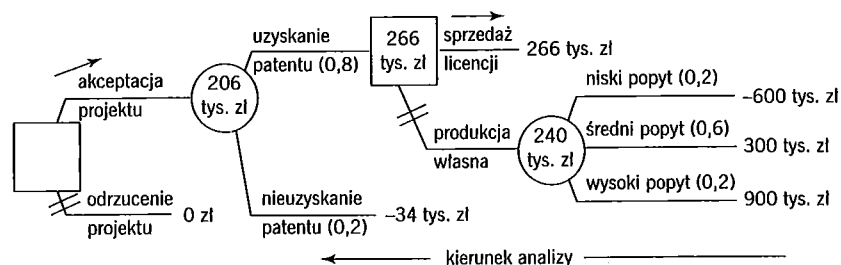 akceptacja
projektu
odrzucenie
projektu
0 zł
206
tys. zł
uzyskanie
patentu (0,8)
nieuzyskanie
patentu (0,2)
–34 tys. zł
266
tys. zł
sprzedaż
licencji
266 tys. zł
produkcja
własna
240
tys. zł
niski popyt (0,2)
–600 tys. zł
średni popyt (0,6)
300 tys. zł
wysoki popyt (0,2)
900 tys. zł
kierunek analizy